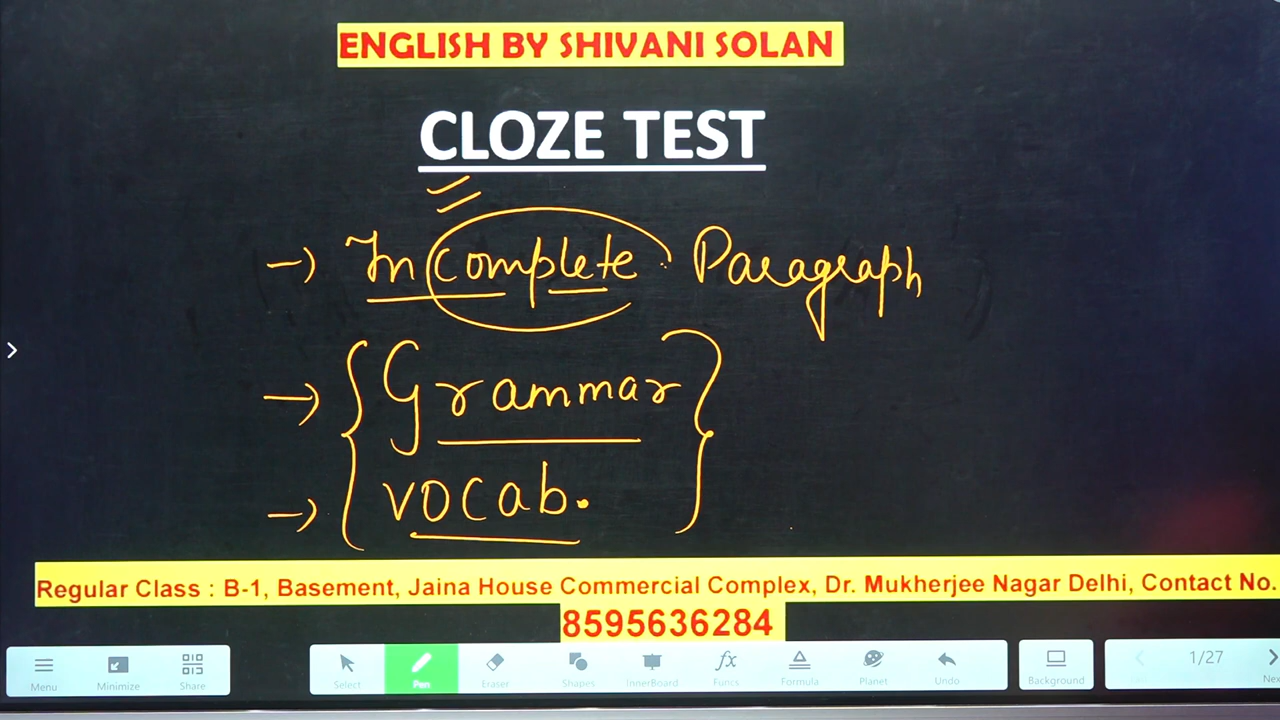 ENGLISH BY SHIVANI SOLAN
CLOZE TEST
→ Incomplete Paragraph
→ Grammar
→ vocab.
Regular Class : B-1, Basement, Jaina House Commercial Complex, Dr. Mukherjee Nagar Delhi, Contact No.
8595636284
Menu Minimize Share Select Pen Eraser Shapes InnerBoard fx Funcs Formula Planet Undo Background 1/27 Nex